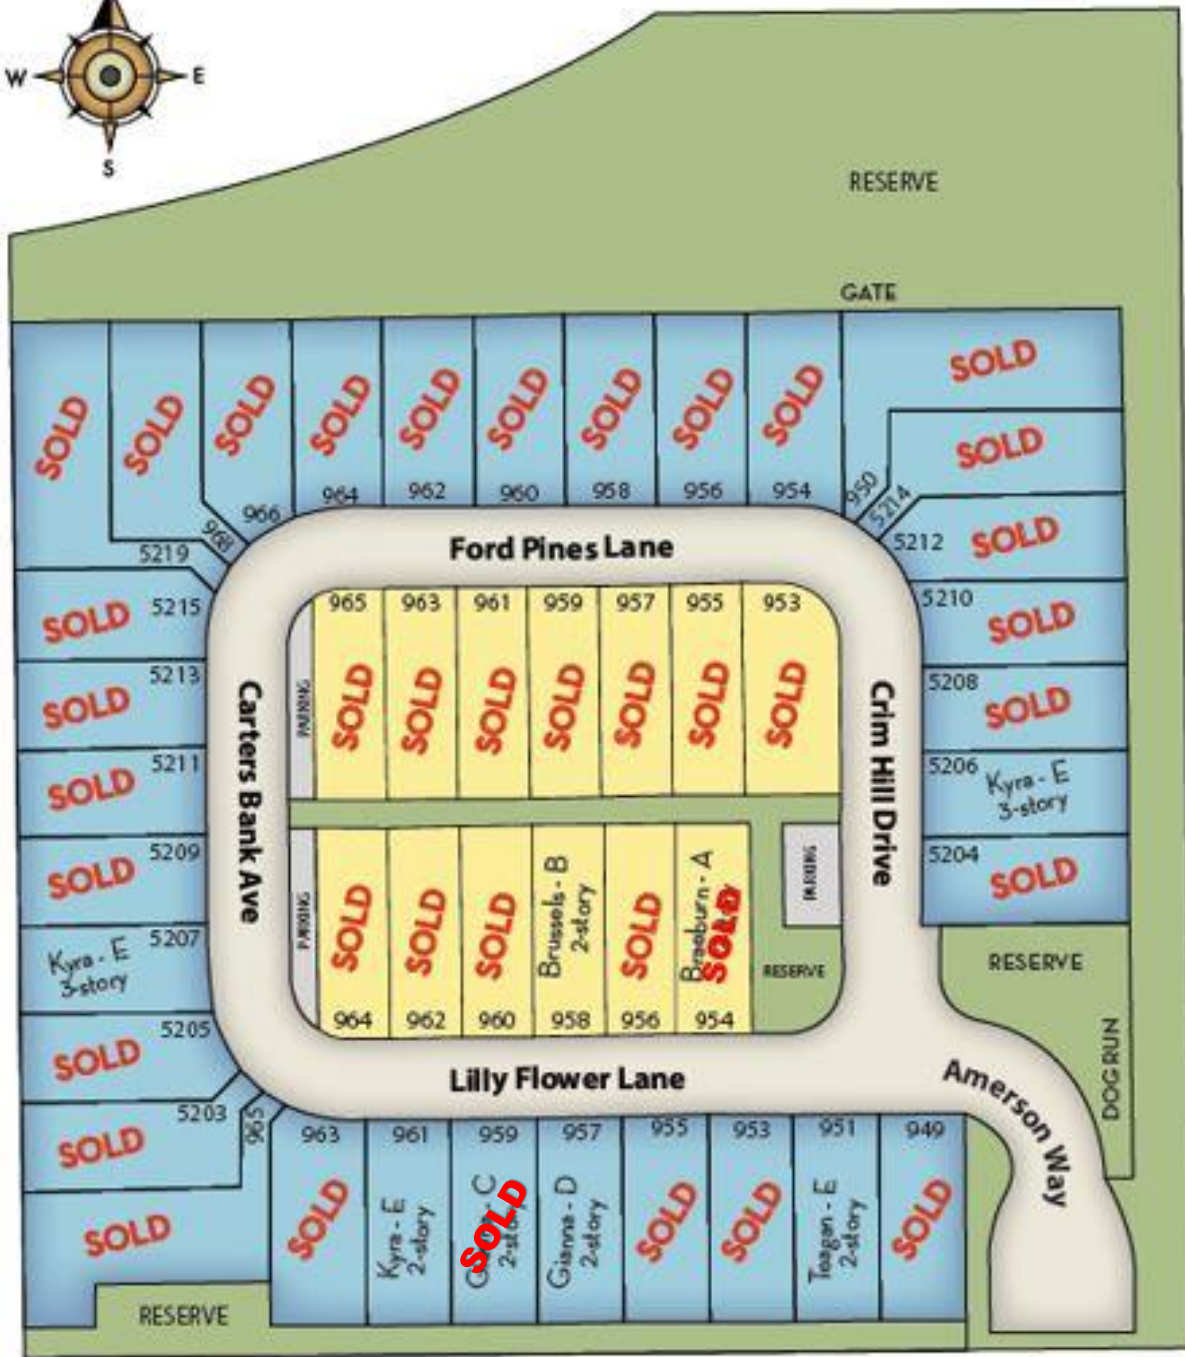 W
E
S
RESERVE
GATE
SOLD
SOLD
SOLD
SOLD
SOLD
SOLD
SOLD
SOLD
SOLD
SOLD
SOLD
966
964
962
960
958
956
954
950
5214
968
5219
5212
SOLD
Ford Pines Lane
5215
SOLD
5210
SOLD
965
963
961
959
957
955
953
5213
SOLD
5208
SOLD
PARKING
SOLD
SOLD
SOLD
SOLD
SOLD
SOLD
SOLD
Carters Bank Ave
Crim Hill Drive
5211
SOLD
5206
Kyra - E
3-story
5209
SOLD
5204
SOLD
PARKING
SOLD
SOLD
SOLD
Brussels - B
2-story
SOLD
Braeburn - A
SOLD
PARKING
5207
Kyra - E
3-story
RESERVE
RESERVE
964
962
960
958
956
954
5205
SOLD
DOG RUN
Lilly Flower Lane
Amerson Way
5203
SOLD
965
SOLD
963
961
959
957
955
953
951
949
SOLD
Kyra - E
2-story
C
2-story
SOLD
Gianna - D
2-story
SOLD
SOLD
Teagan - E
2-story
SOLD
RESERVE